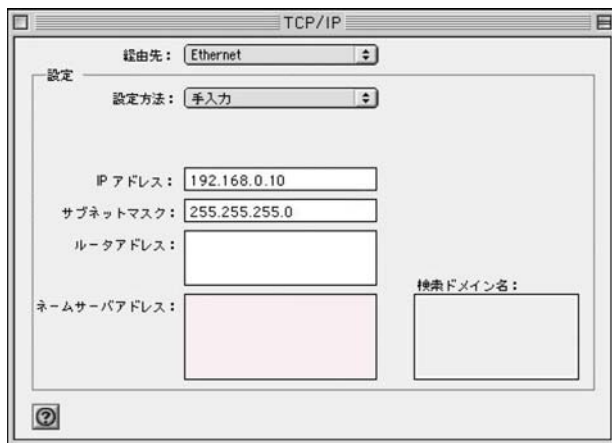 TCP/IP
経由先： Ethernet
設定
設定方法： 手入力
IP アドレス： 192.168.0.10
サブネットマスク： 255.255.255.0
ルータアドレス：
検索ドメイン名：
ネームサーバアドレス：
?